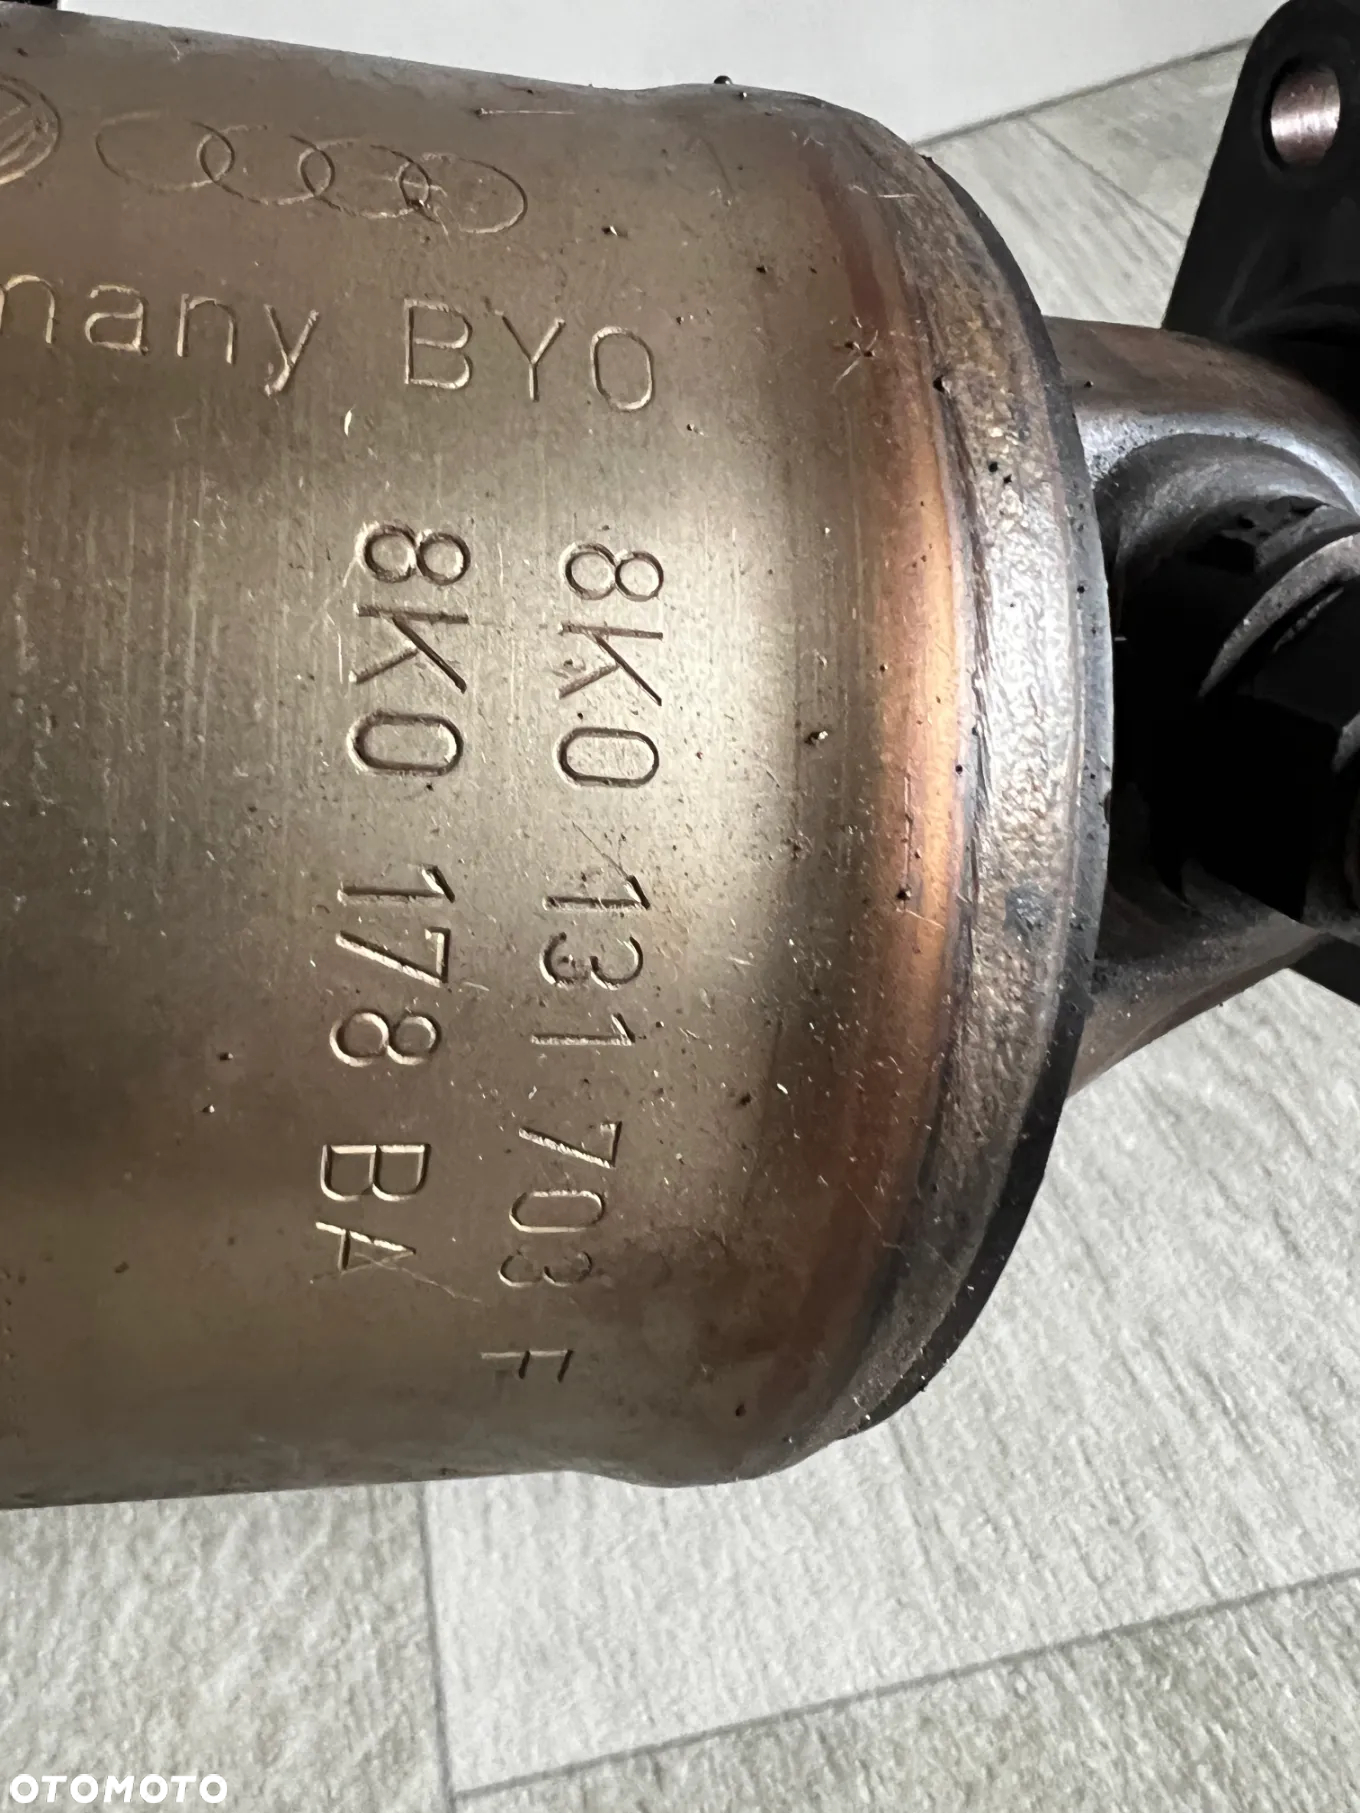 many BYO
8K0 131 703 F
8K0 178 BA
OTOMOTO